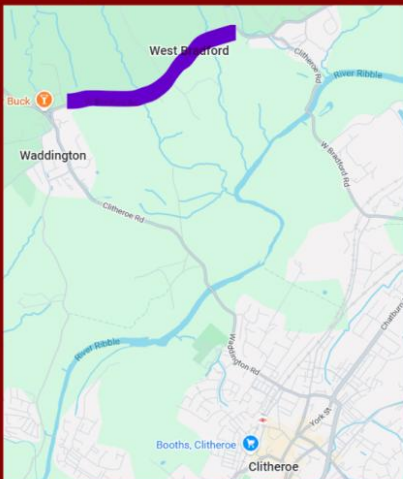 West Bradford
Clitheroe Rd
River Ribble
Buck
Waddington
W Bradford Rd
Clitheroe Rd
River Ribble
Waddington Rd
Chatburn
York St
Booths, Clitheroe
Clitheroe